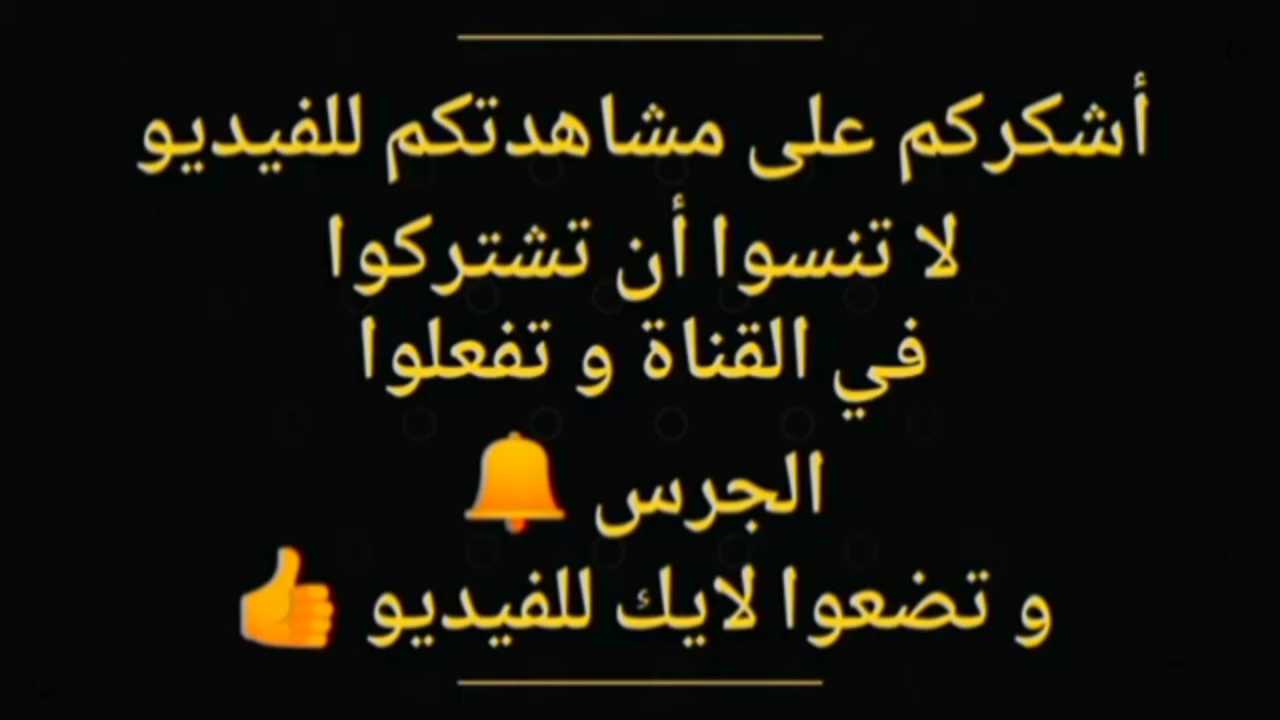 أشكركم على مشاهدتكم للفيديو
لا تنسوا أن تشتركوا
في القناة و تفعلوا
الجرس 🔔
و تضعوا لايك للفيديو 👍